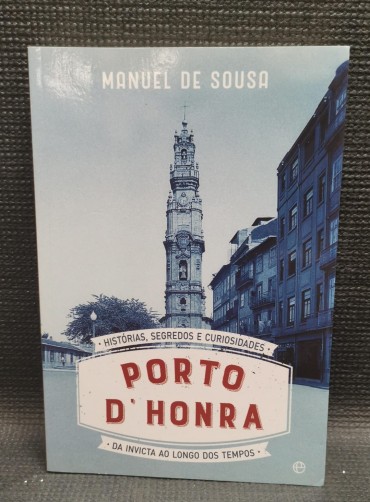 MANUEL DE SOUSA
• HISTÓRIAS, SEGREDOS E CURIOSIDADES •
PORTO
D'HONRA
• DA INVICTA AO LONGO DOS TEMPOS •